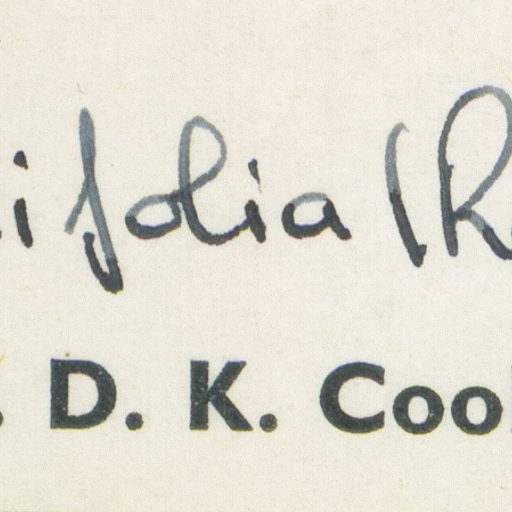 ifolia (R
. D. K. Coo